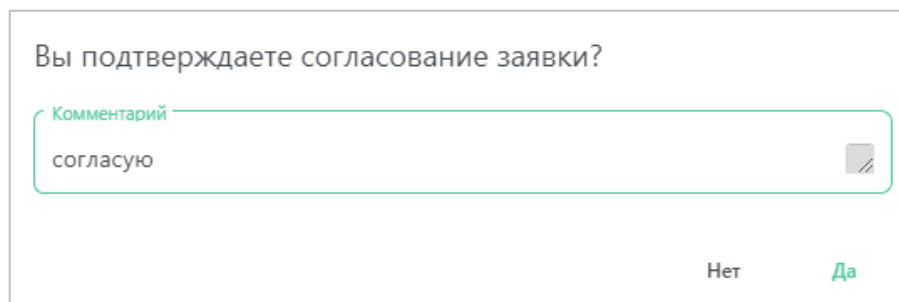 Вы подтверждаете согласование заявки?
Комментарий
согласую
Нет Да